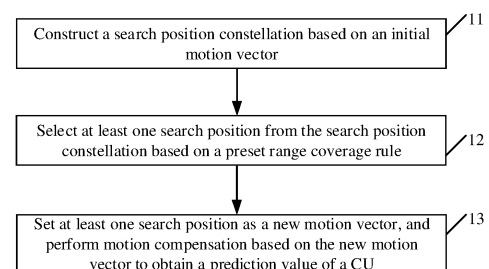 11
Construct a search position constellation based on an initial
motion vector
Select at least one search position from the search position
constellation based on a preset range coverage rule
12
13
Set at least one search position as a new motion vector, and
perform motion compensation based on the new motion
vector to obtain a prediction value of a CU